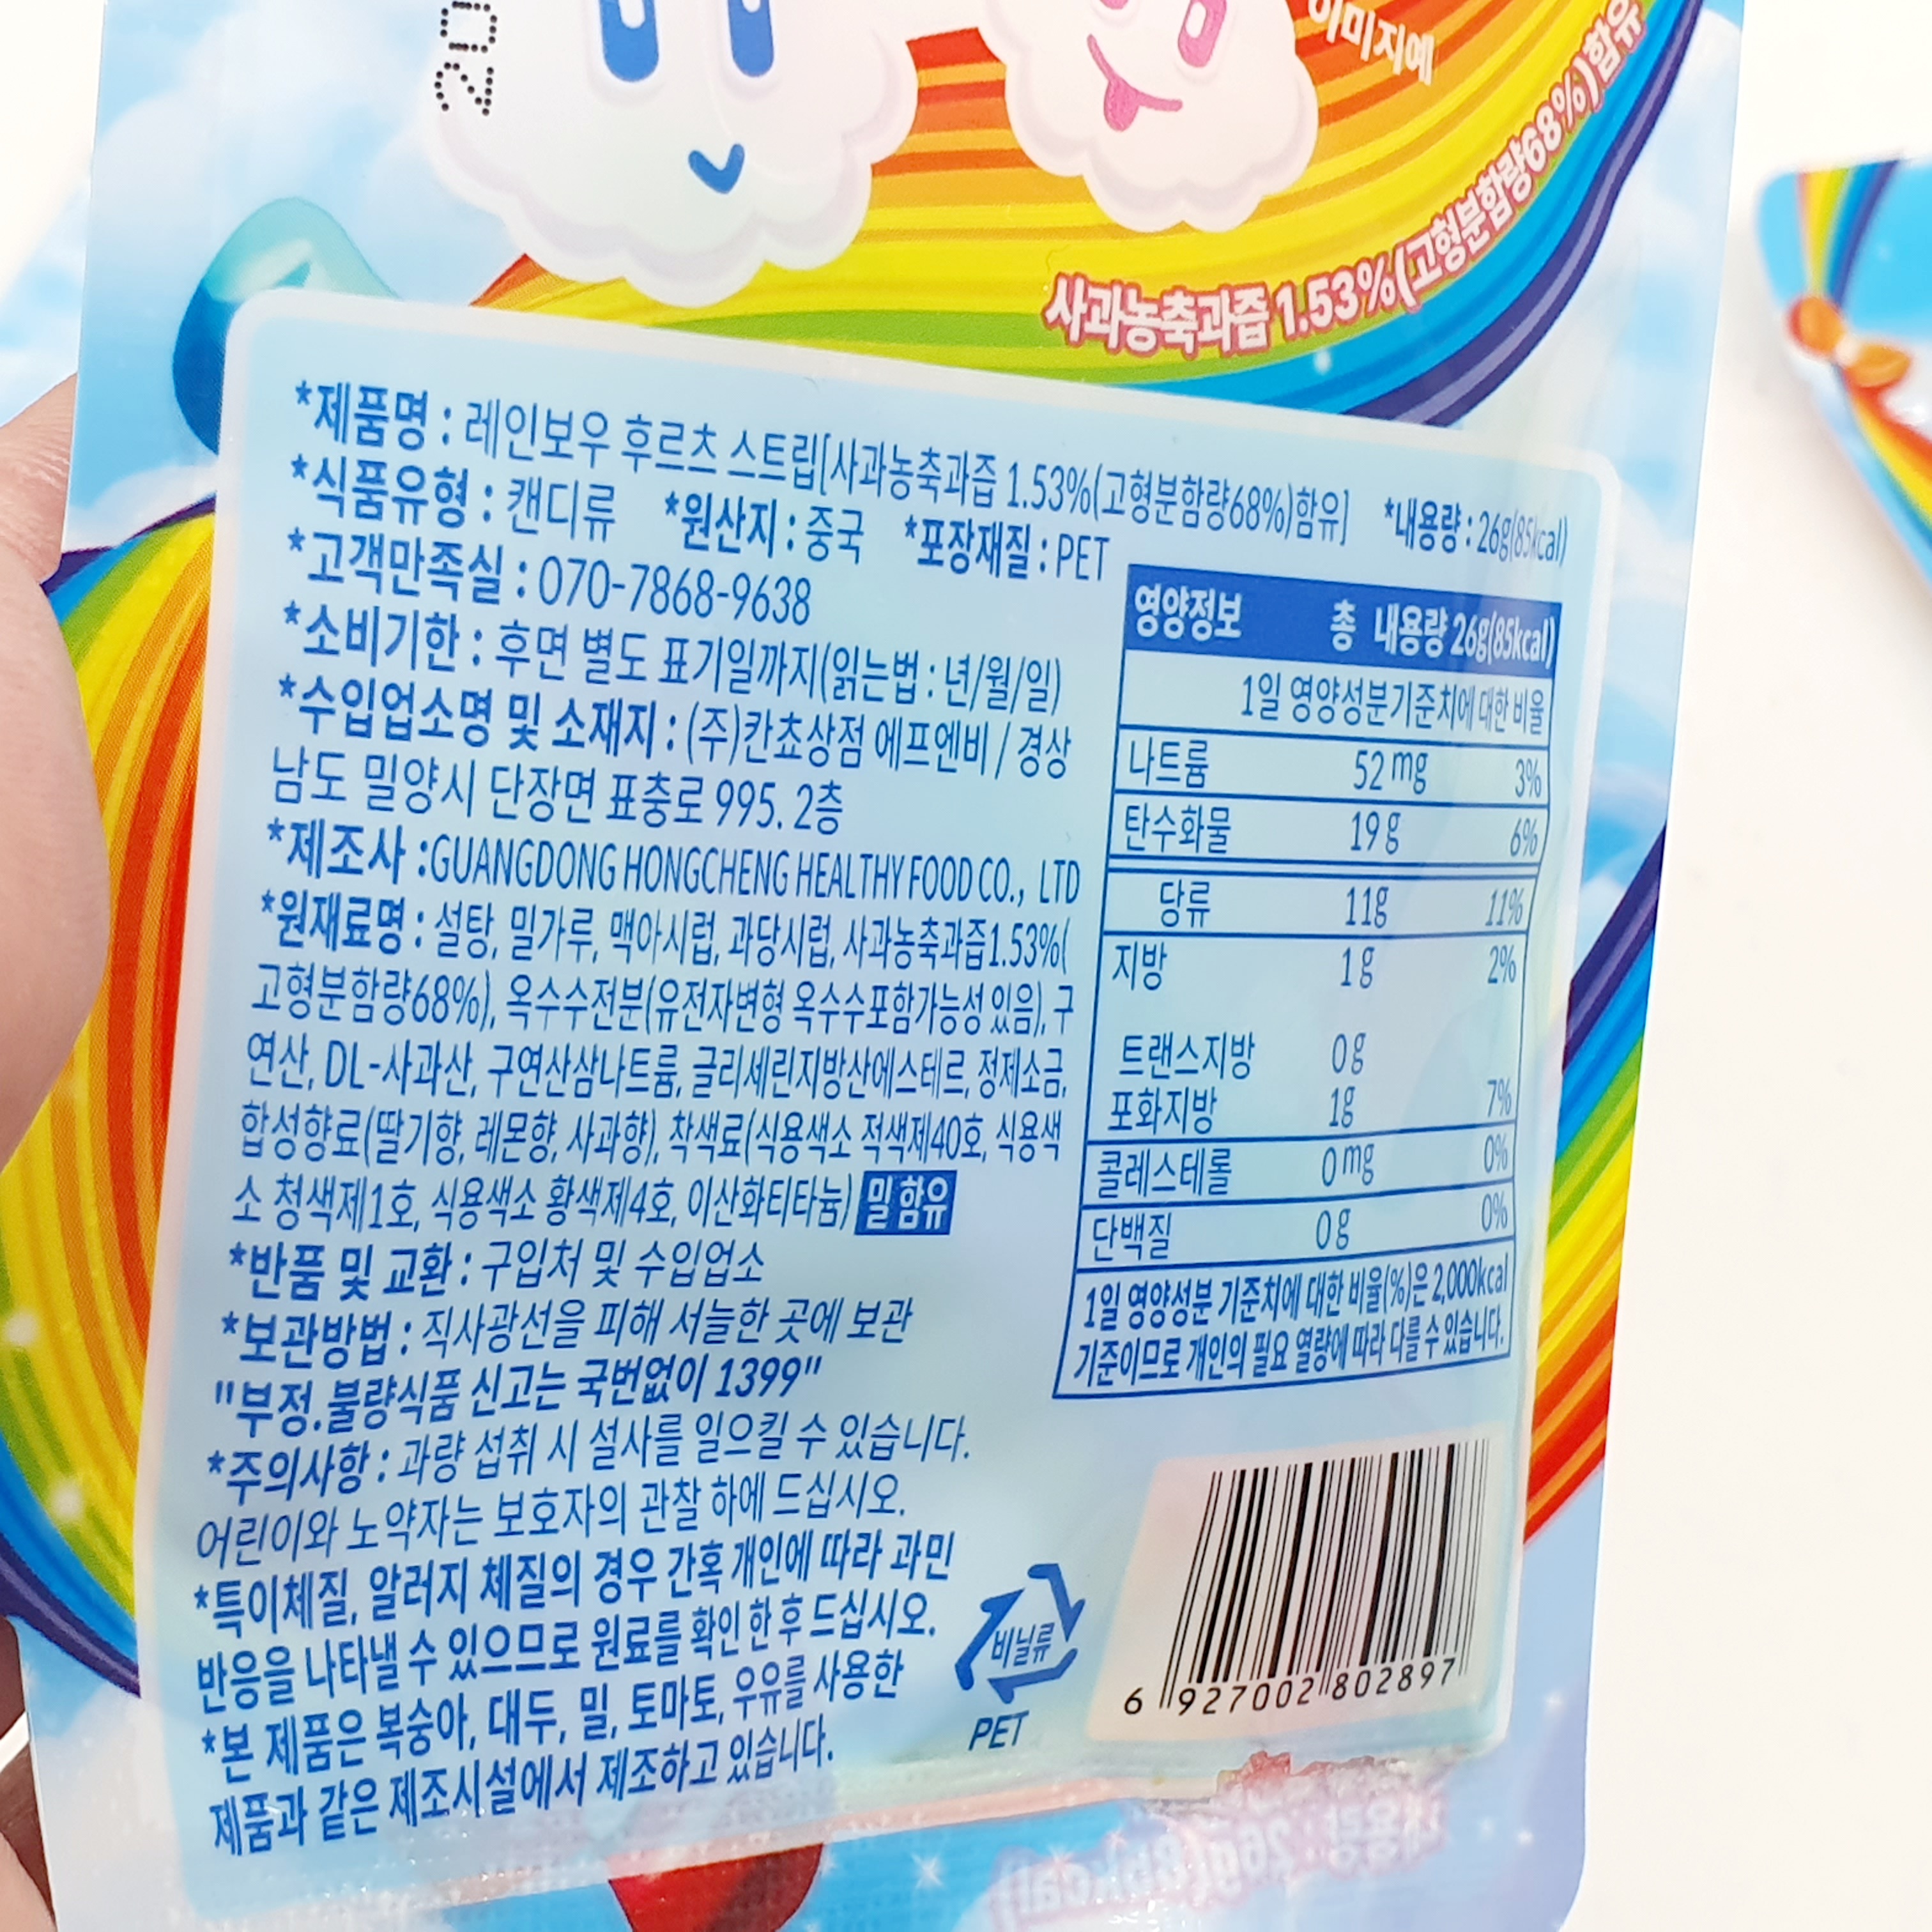 20
이미지예
사과농축과즙 1.53%(고형분함량68%)함유
*제품명 : 레인보우 후르츠 스트립[사과농축과즙 1.53%(고형분함량68%)함유] *내용량 : 26g(85kcal)
*식품유형 : 캔디류 *원산지 : 중국 *포장재질 : PET
*고객만족실 : 070-7868-9638
*소비기한 : 후면 별도 표기일까지(읽는법 : 년/월/일)
*수입업소명 및 소재지 : (주)칸쵸상점 에프엔비 / 경상
남도 밀양시 단장면 표충로 995. 2층
*제조사 :GUANGDONG HONGCHENG HEALTHY FOOD CO., LTD
*원재료명 : 설탕, 밀가루, 맥아시럽, 과당시럽, 사과농축과즙1.53%(
고형분함량68%), 옥수수전분(유전자변형 옥수수포함가능성 있음), 구
연산, DL-사과산, 구연산삼나트륨, 글리세린지방산에스테르, 정제소금,
합성향료(딸기향, 레몬향, 사과향), 착색료(식용색소 적색제40호, 식용색
소 청색제1호, 식용색소 황색제4호, 이산화티타늄) 밀 함유
*반품 및 교환 : 구입처 및 수입업소
*보관방법 : 직사광선을 피해 서늘한 곳에 보관
"부정.불량식품 신고는 국번없이 1399"
*주의사항 : 과량 섭취 시 설사를 일으킬 수 있습니다.
어린이와 노약자는 보호자의 관찰 하에 드십시오.
*특이체질, 알러지 체질의 경우 간혹 개인에 따라 과민
반응을 나타낼 수 있으므로 원료를 확인 한 후 드십시오.
*본 제품은 복숭아, 대두, 밀, 토마토, 우유를 사용한
제품과 같은 제조시설에서 제조하고 있습니다.
영양정보 총 내용량 26g(85kcal)
1일 영양성분기준치에 대한 비율
나트륨 52 mg 3%
탄수화물 19 g 6%
당류 11g 11%
지방 1 g 2%
트랜스지방 0 g
포화지방 1g 7%
콜레스테롤 0 mg 0%
단백질 0 g 0%
1일 영양성분 기준치에 대한 비율(%)은 2,000kcal
기준이므로 개인의 필요 열량에 따라 다를 수 있습니다.
비닐류
PET
6 927002 802897